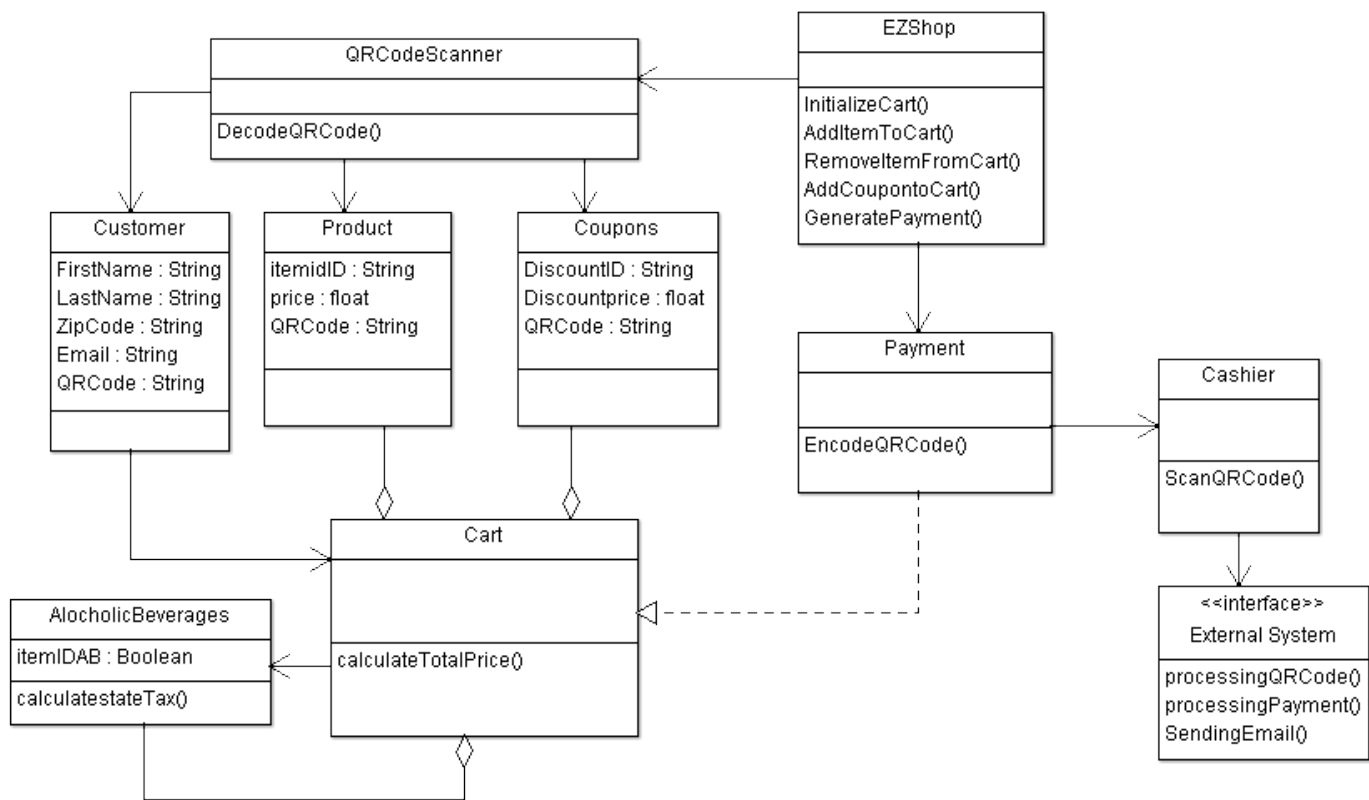 EZShop
InitializeCart()
AddItemToCart()
RemoveItemFromCart()
AddCoupontoCart()
GeneratePayment()
QRCodeScanner
DecodeQRCode()
Customer
FirstName : String
LastName : String
ZipCode : String
Email : String
QRCode : String
Product
itemidID : String
price : float
QRCode : String
Coupons
DiscountID : String
Discountprice : float
QRCode : String
Payment
EncodeQRCode()
Cashier
ScanQRCode()
Cart
calculateTotalPrice()
AlocholicBeverages
itemIDAB : Boolean
calculatestateTax()
<<interface>>
External System
processingQRCode()
processingPayment()
SendingEmail()